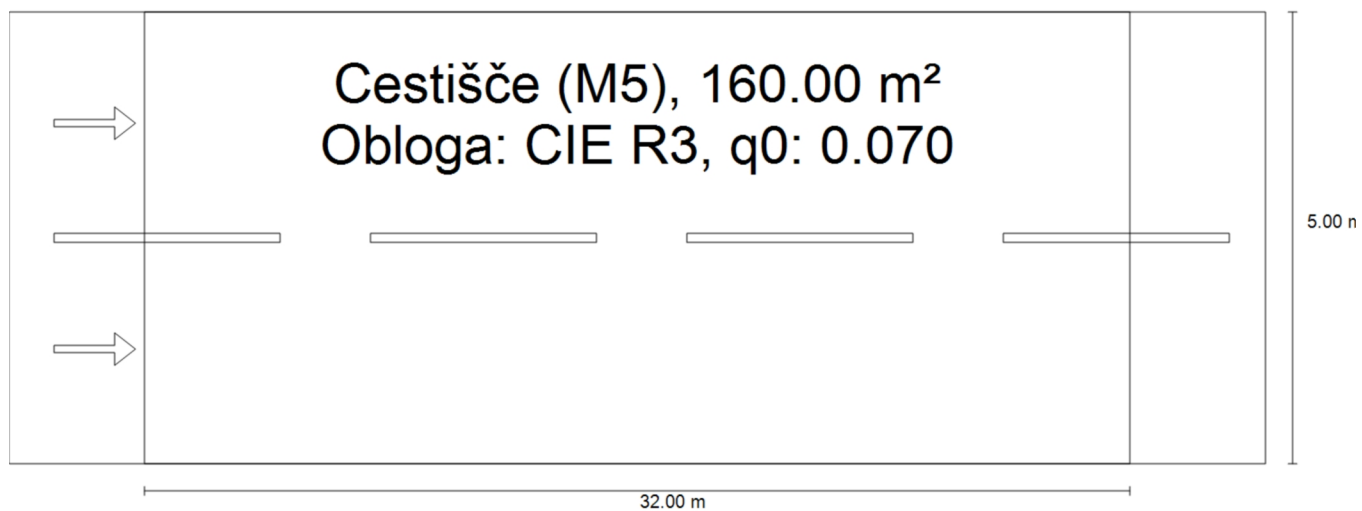 Cestišče (M5), 160.00 m²
Obloga: CIE R3, q0: 0.070
5.00 m
32.00 m